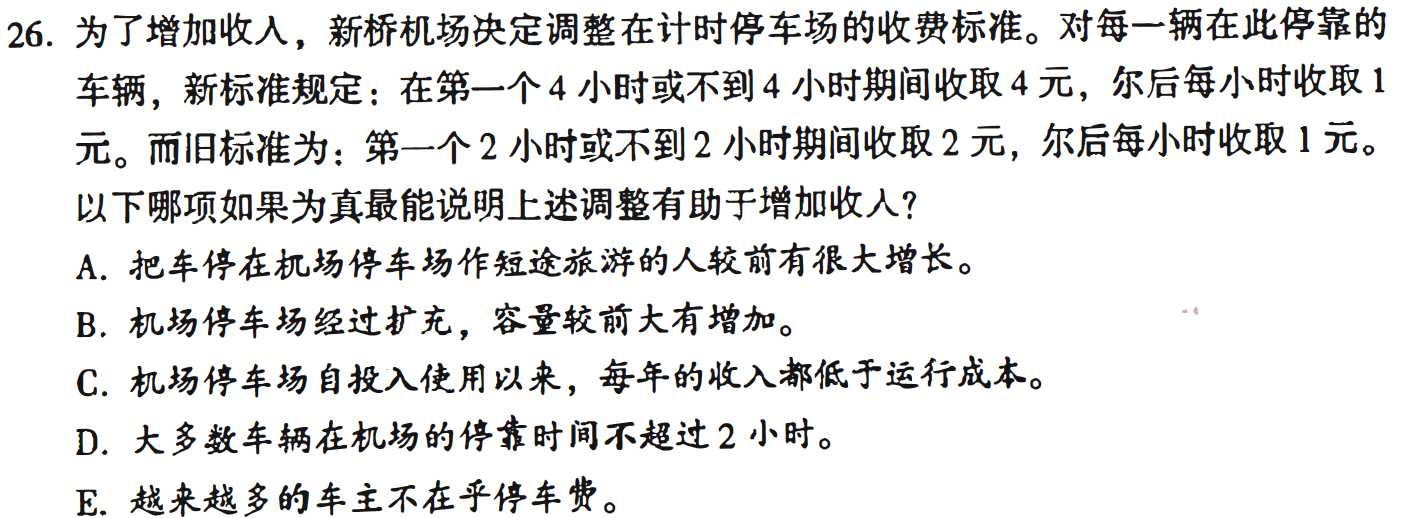 26. 为了增加收入，新桥机场决定调整在计时停车场的收费标准。对每一辆在此停靠的
车辆，新标准规定：在第一个4小时或不到4小时期间收取4元，尔后每小时收取1
元。而旧标准为：第一个2小时或不到2小时期间收取2元，尔后每小时收取1元。
以下哪项如果为真最能说明上述调整有助于增加收入？
A. 把车停在机场停车场作短途旅游的人较前有很大增长。
B. 机场停车场经过扩充，容量较前大有增加。
C. 机场停车场自投入使用以来，每年的收入都低于运行成本。
D. 大多数车辆在机场的停靠时间不超过2小时。
E. 越来越多的车主不在乎停车费。